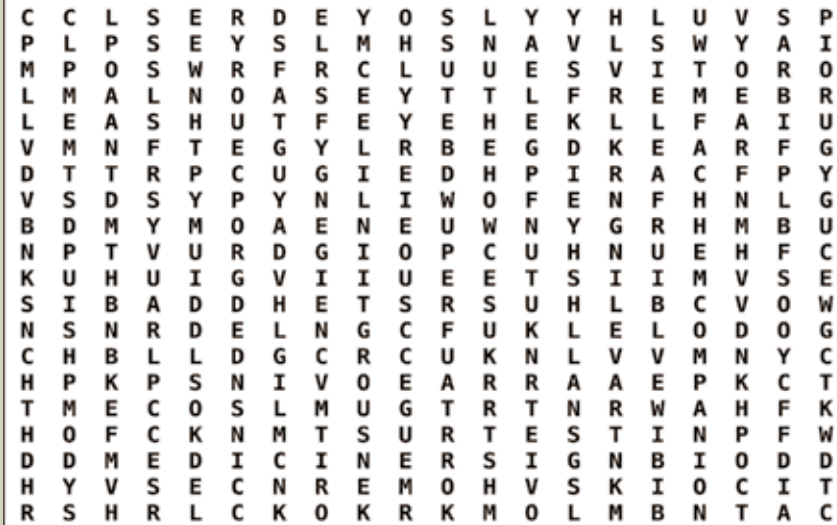 C C L S E R D E Y O S L Y Y H L U V S P
P L P S E Y S L M H S N A V L S W Y A I
M P O S W R F R C L U U E S V I T O R O
L M A L N O A S E Y T T L F R E M E B R
L E A S H U T F E Y E H E K L L F A I U
V M N F T E G Y L R B E G D K E A R F G
D T T R P C U G I E D H P I R A C F P Y
V S D S Y P Y N L I W O F E N F H N L G
B D M Y M O A E N E U W N Y G R H M B U
N P T V U R D G I O P C U H N U E H F C
K U H U I G V I I U E E T S I I M V S E
S I B A D D H E T S R S U H L B C V O W
N S N R D E L N G C F U K L E L O D O G
C H B L L D G C R C U K N L V V M N Y C
H P K P S N I V O E A R R A A E P K C T
T M E C O S L M U G T R T N R W A H F K
H O F C K N M T S U R T E S T I N P F W
D D M E D I C I N E R S I G N B I O D D
H Y V S E C N R E M O H V S K I O C I T
R S H R L C K O K R K M O L M B N T A C